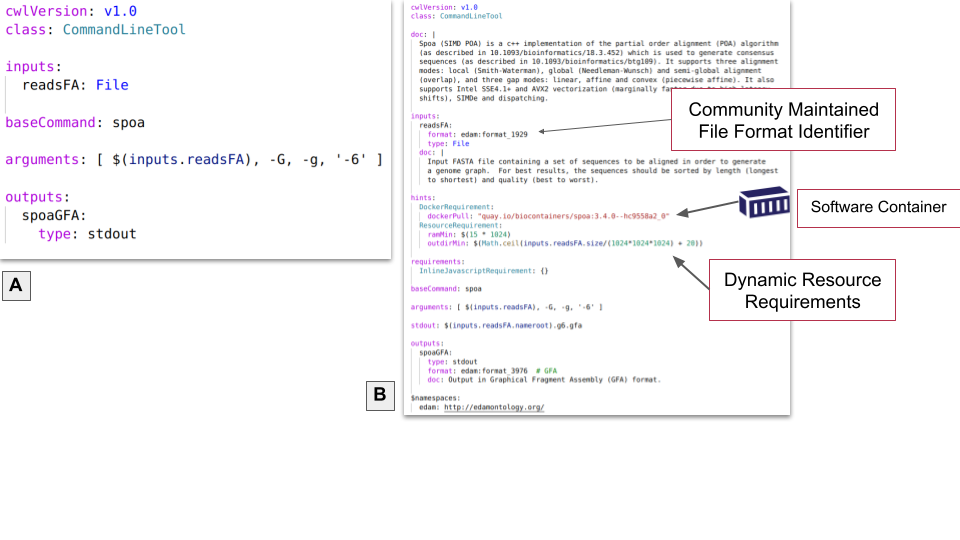 cwlVersion: v1.0
class: CommandLineTool
inputs:
readsFA: File
baseCommand: spoa
arguments: [ $(inputs.readsFA), -G, -g, '-6' ]
outputs:
spoaGFA:
type: stdout
A
cwlVersion: v1.0
class: CommandLineTool
doc: |
Spoa (SIMD POA) is a c++ implementation of the partial order alignment (POA) algorithm
(as described in 10.1093/bioinformatics/18.3.452) which is used to generate consensus
sequences (as described in 10.1093/bioinformatics/btg109). It supports three alignment
modes: local (Smith-Waterman), global (Needleman-Wunsch) and semi-global alignment
(overlap), and three gap modes: linear, affine and convex (piecewise affine). It also
supports Intel SSE4.1+ and AVX2 vectorization (marginally
shifts), SIMDe and dispatching.
inputs:
readsFA:
format: edam:format_1929
type: File
doc: |
Input FASTA file containing a set of sequences to be aligned in order to generate
a genome graph. For best results, the sequences should be sorted by length (longest
to shortest) and quality (best to worst).
hints:
DockerRequirement:
dockerPull: "quay.io/biocontainers/spoa:3.4.0--hc9558a2_0"
ResourceRequirement:
ramMin: $(15 * 1024)
outdirMin: $(Math.ceil(inputs.readsFA.size/(1024*1024*1024) + 20))
requirements:
InlineJavascriptRequirement: {}
baseCommand: spoa
arguments: [ $(inputs.readsFA), -G, -g, '-6' ]
stdout: $(inputs.readsFA.nameroot).g6.gfa
outputs:
spoaGFA:
type: stdout
format: edam:format_3976 # GFA
doc: Output in Graphical Fragment Assembly (GFA) format.
$namespaces:
edam: http://edamontology.org/
B
Community Maintained
File Format Identifier
Software Container
Dynamic Resource
Requirements